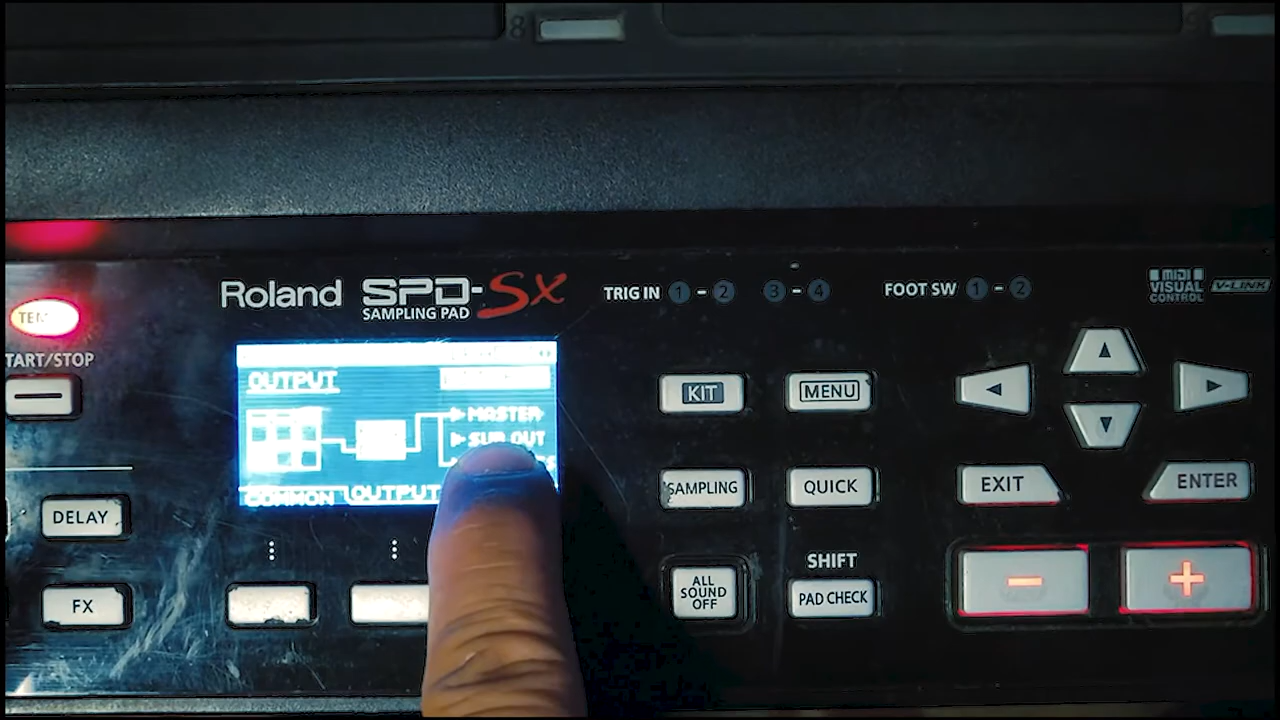 8
Roland SPD-SX
SAMPLING PAD
TRIG IN 1 - 2 3 - 4
FOOT SW 1 - 2
MIDI
VISUAL
CONTROL
V-LINK
TART/STOP
OUTPUT
MASTER
SUB OUT
COMMON OUTPUT
KIT
MENU
SAMPLING
QUICK
EXIT
ENTER
DELAY
FX
ALL
SOUND
OFF
SHIFT
PAD CHECK
-
+